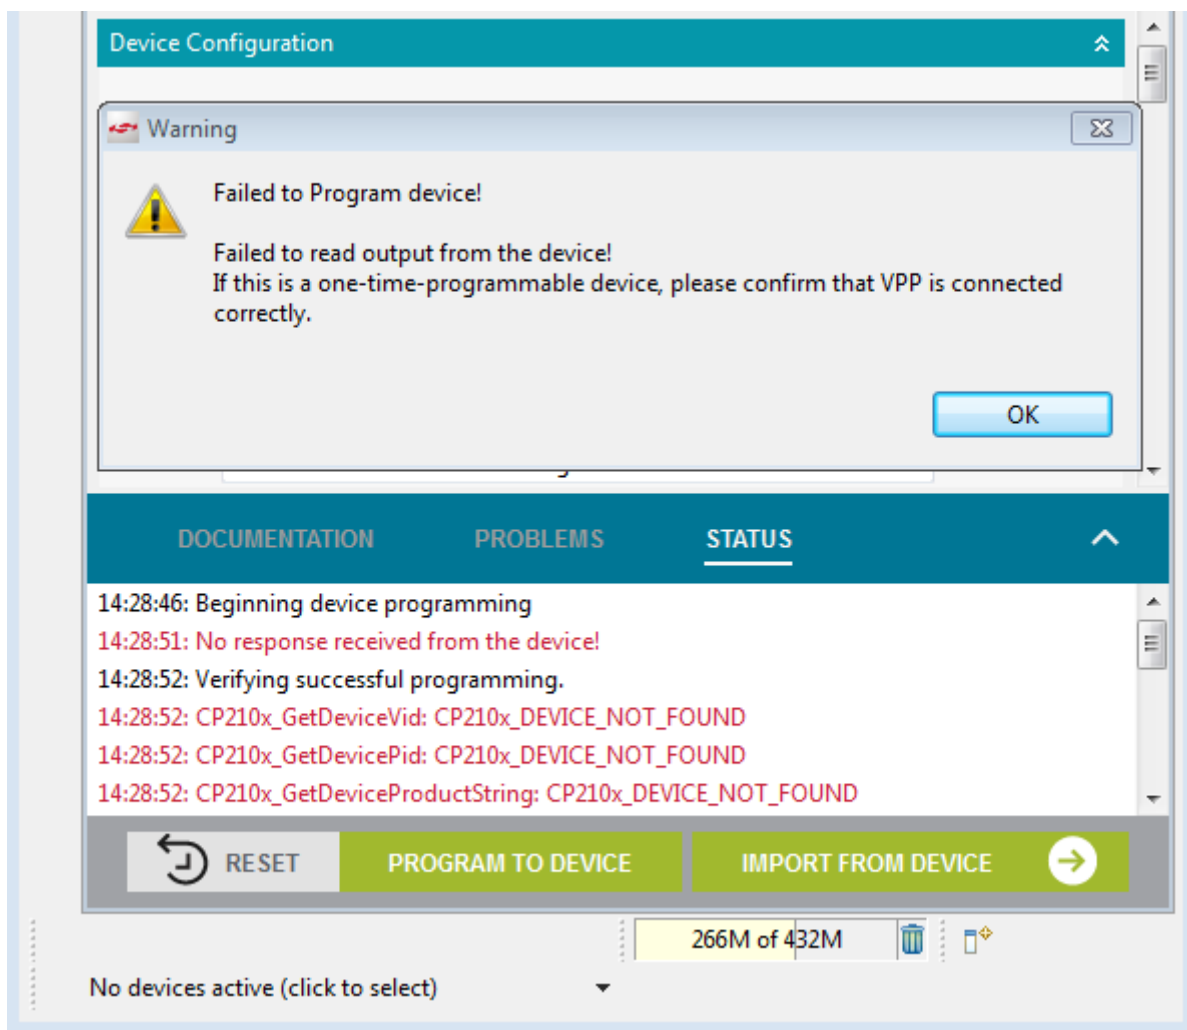 Device Configuration
Warning
Failed to Program device!
Failed to read output from the device!
If this is a one-time-programmable device, please confirm that VPP is connected
correctly.
OK
DOCUMENTATION PROBLEMS STATUS
14:28:46: Beginning device programming
14:28:51: No response received from the device!
14:28:52: Verifying successful programming.
14:28:52: CP210x_GetDeviceVid: CP210x_DEVICE_NOT_FOUND
14:28:52: CP210x_GetDevicePid: CP210x_DEVICE_NOT_FOUND
14:28:52: CP210x_GetDeviceProductString: CP210x_DEVICE_NOT_FOUND
RESET PROGRAM TO DEVICE IMPORT FROM DEVICE
266M of 432M
No devices active (click to select)